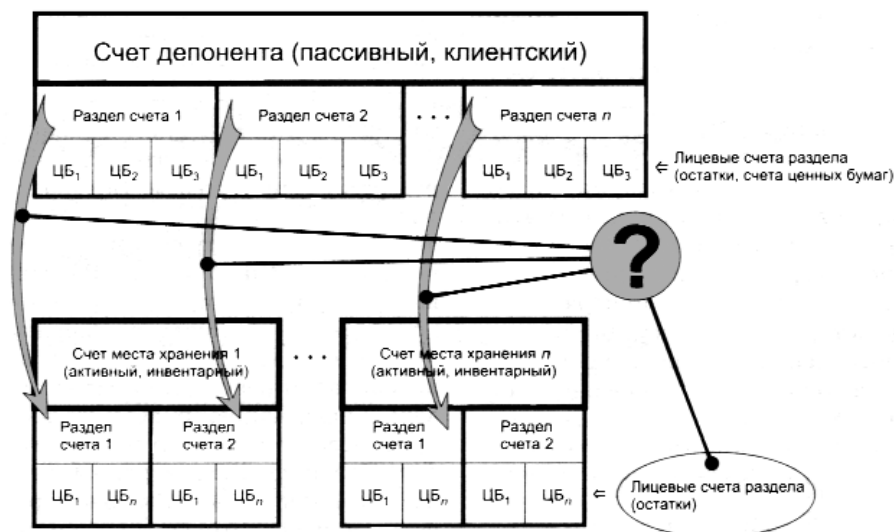 Счет депонента (пассивный, клиентский)
Раздел счета 1 Раздел счета 2 . . . Раздел счета n
ЦБ₁ ЦБ₂ ЦБ₃ ЦБ₁ ЦБ₂ ЦБ₃ ЦБ₁ ЦБ₂ ЦБ₃
⇐ Лицевые счета раздела
(остатки, счета ценных бумаг)
?
Счет места хранения 1
(активный, инвентарный)
. . .
Счет места хранения n
(активный, инвентарный)
Раздел
счета 1
Раздел
счета 2
Раздел
счета 1
Раздел
счета 2
ЦБ₁ ЦБₙ ЦБ₁ ЦБₙ ЦБ₁ ЦБₙ ЦБ₁ ЦБₙ
⇐ Лицевые счета раздела
(остатки)